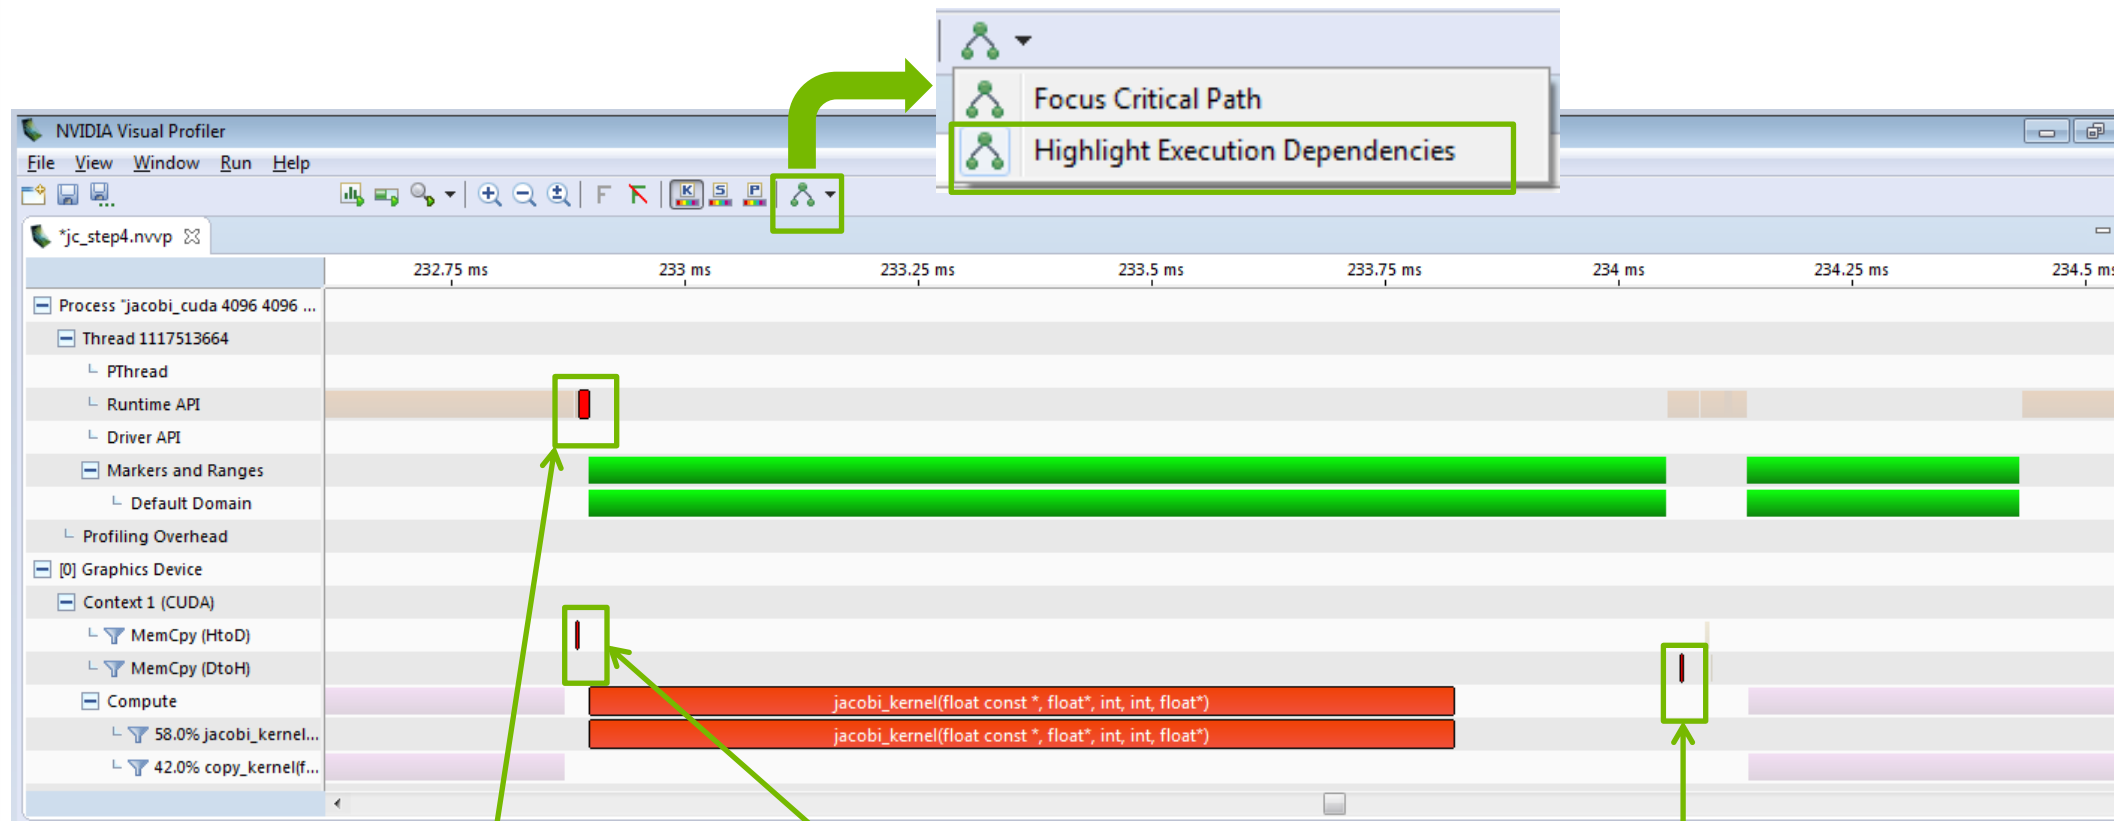 Focus Critical Path
Highlight Execution Dependencies
NVIDIA Visual Profiler
File View Window Run Help
F K S P
*jc_step4.nvvp
232.75 ms 233 ms 233.25 ms 233.5 ms 233.75 ms 234 ms 234.25 ms 234.5 ms
Process "jacobi_cuda 4096 4096 ...
Thread 1117513664
PThread
Runtime API
Driver API
Markers and Ranges
Default Domain
Profiling Overhead
[0] Graphics Device
Context 1 (CUDA)
MemCpy (HtoD)
MemCpy (DtoH)
Compute
jacobi_kernel(float const *, float*, int, int, float*)
58.0% jacobi_kernel...
jacobi_kernel(float const *, float*, int, int, float*)
42.0% copy_kernel(f...